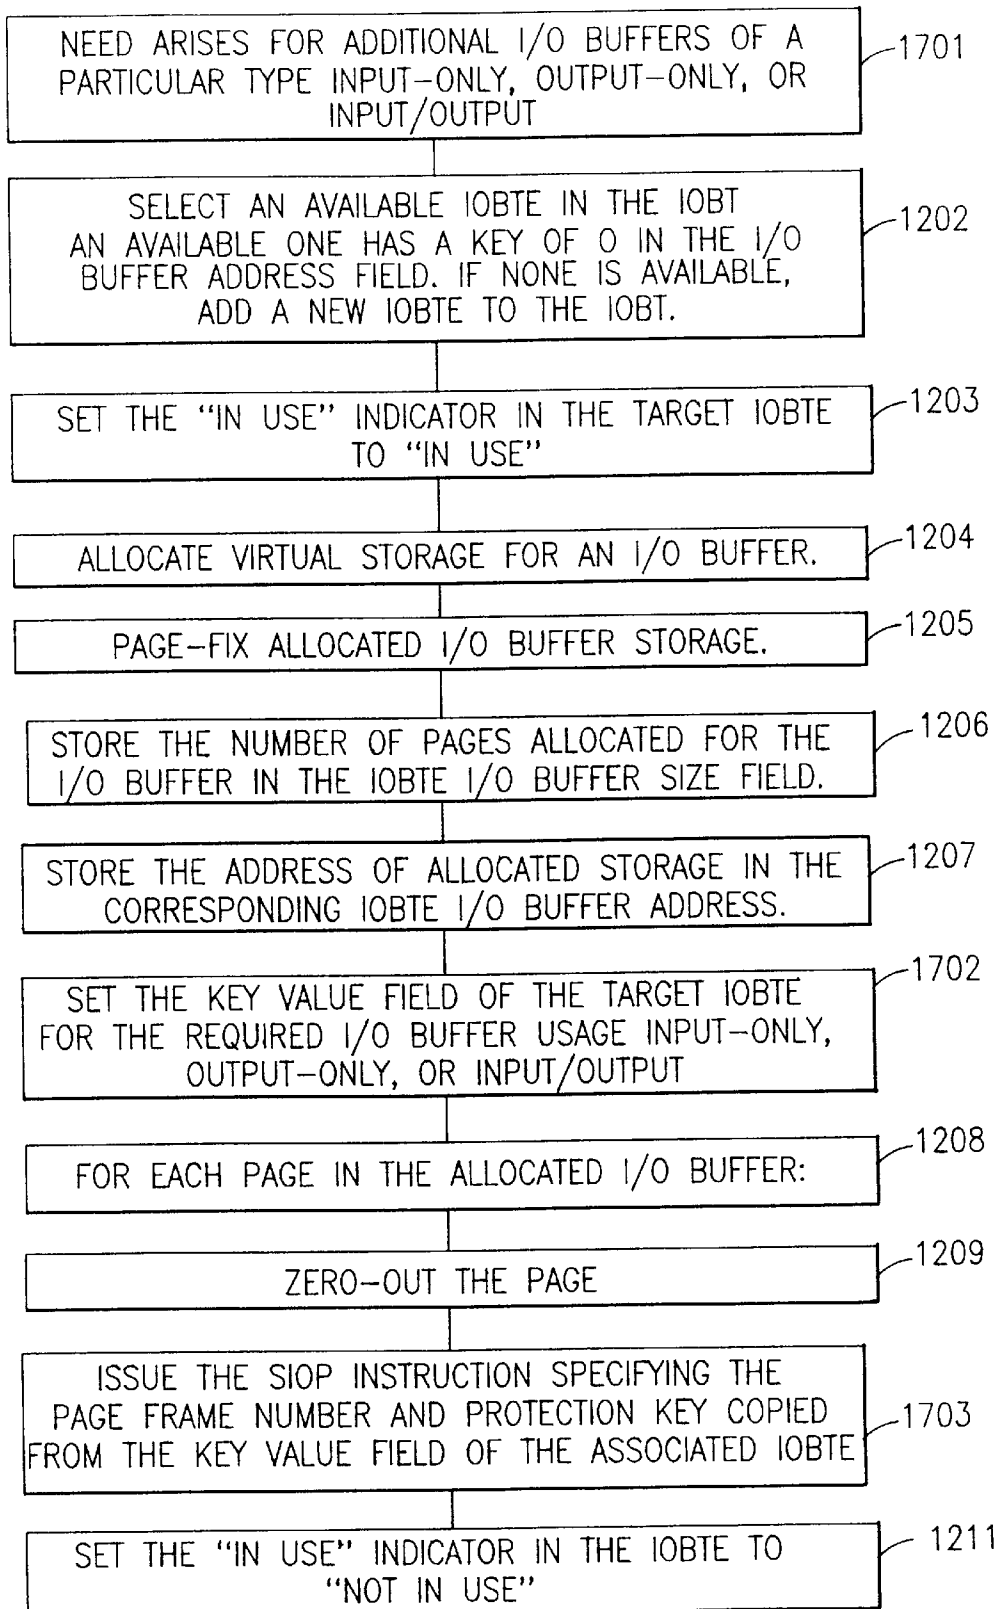 NEED ARISES FOR ADDITIONAL I/O BUFFERS OF A
PARTICULAR TYPE INPUT-ONLY, OUTPUT-ONLY, OR
INPUT/OUTPUT
1701
SELECT AN AVAILABLE IOBTE IN THE IOBT
AN AVAILABLE ONE HAS A KEY OF 0 IN THE I/O
BUFFER ADDRESS FIELD. IF NONE IS AVAILABLE,
ADD A NEW IOBTE TO THE IOBT.
1202
SET THE “IN USE” INDICATOR IN THE TARGET IOBTE
TO “IN USE”
1203
ALLOCATE VIRTUAL STORAGE FOR AN I/O BUFFER.
1204
PAGE-FIX ALLOCATED I/O BUFFER STORAGE.
1205
STORE THE NUMBER OF PAGES ALLOCATED FOR THE
I/O BUFFER IN THE IOBTE I/O BUFFER SIZE FIELD.
1206
STORE THE ADDRESS OF ALLOCATED STORAGE IN THE
CORRESPONDING IOBTE I/O BUFFER ADDRESS.
1207
SET THE KEY VALUE FIELD OF THE TARGET IOBTE
FOR THE REQUIRED I/O BUFFER USAGE INPUT-ONLY,
OUTPUT-ONLY, OR INPUT/OUTPUT
1702
FOR EACH PAGE IN THE ALLOCATED I/O BUFFER:
1208
ZERO-OUT THE PAGE
1209
ISSUE THE SIOP INSTRUCTION SPECIFYING THE
PAGE FRAME NUMBER AND PROTECTION KEY COPIED
FROM THE KEY VALUE FIELD OF THE ASSOCIATED IOBTE
1703
SET THE “IN USE” INDICATOR IN THE IOBTE TO
“NOT IN USE”
1211